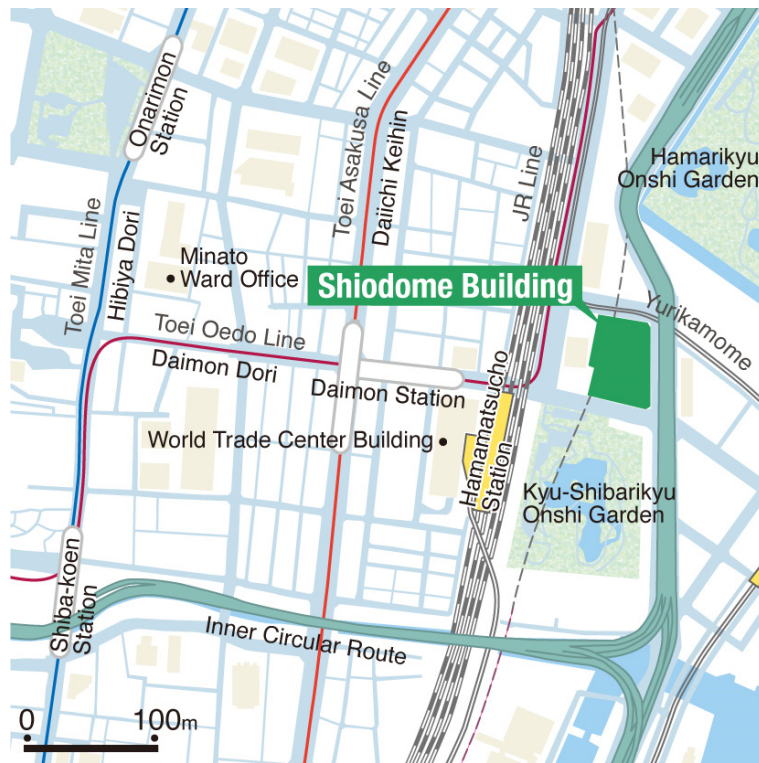 Onarimon
Station
Toei Asakusa Line
Daiichi Keihin
JR Line
Hamarikyu
Onshi Garden
Toei Mita Line
Hibiya Dori
Minato
Ward Office
Shiodome Building
Yurikamome
Toei Oedo Line
Daimon Dori
Daimon Station
Hamamatsucho
Station
World Trade Center Building
Kyu-Shibarikyu
Onshi Garden
Shiba-koen
Station
Inner Circular Route
0 100m